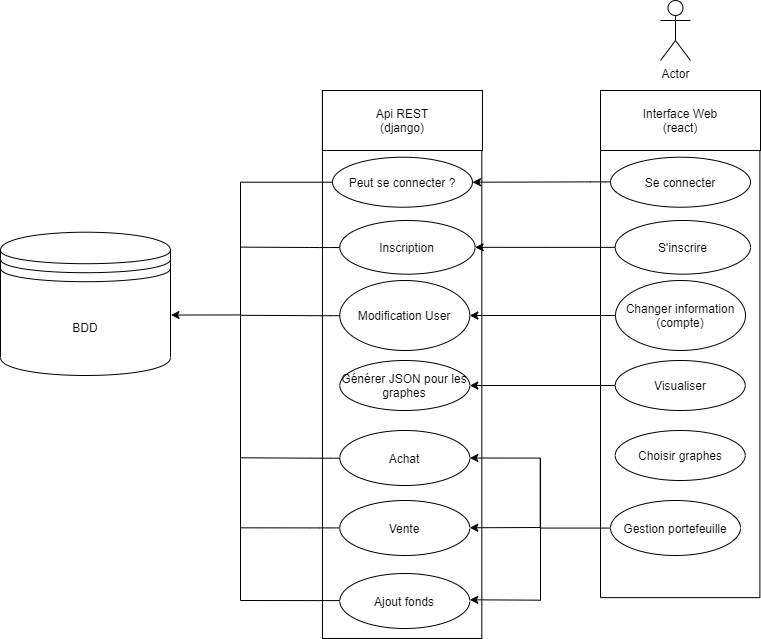 Actor
Api REST
(django)
Interface Web
(react)
Peut se connecter ?
Se connecter
Inscription
S'inscrire
BDD
Modification User
Changer information
(compte)
Générer JSON pour les
graphes
Visualiser
Achat
Choisir graphes
Vente
Gestion portefeuille
Ajout fonds